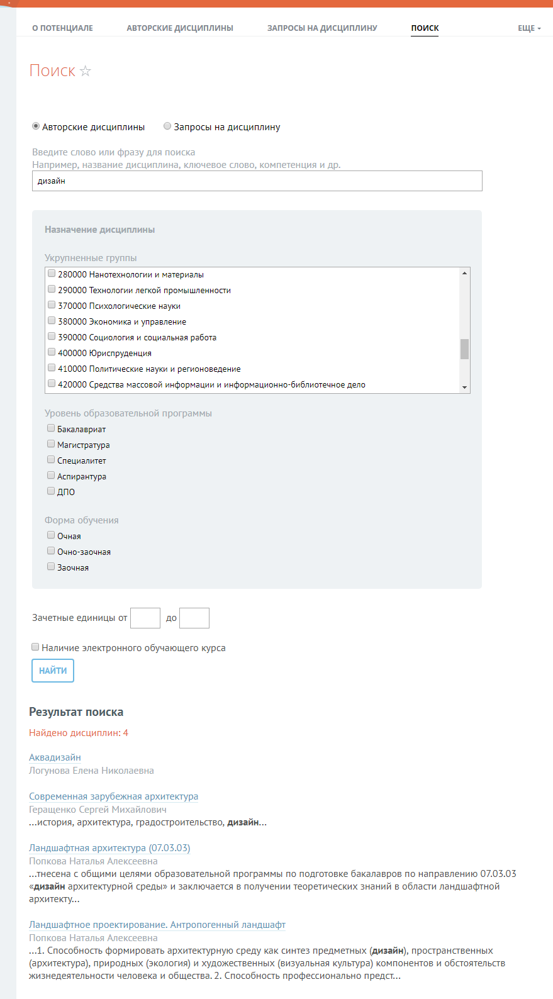 О ПОТЕНЦИАЛЕ АВТОРСКИЕ ДИСЦИПЛИНЫ ЗАПРОСЫ НА ДИСЦИПЛИНУ ПОИСК ЕЩЕ
Поиск
Авторские дисциплины Запросы на дисциплину
Введите слово или фразу для поиска
Например, название дисциплина, ключевое слово, компетенция и др.
дизайн
Назначение дисциплины
Укрупненные группы
280000 Нанотехнологии и материалы
290000 Технологии легкой промышленности
370000 Психологические науки
380000 Экономика и управление
390000 Социология и социальная работа
400000 Юриспруденция
410000 Политические науки и регионоведение
420000 Средства массовой информации и информационно-библиотечное дело
Уровень образовательной программы
Бакалавриат
Магистратура
Специалитет
Аспирантура
ДПО
Форма обучения
Очная
Очно-заочная
Заочная
Зачетные единицы от до
Наличие электронного обучающего курса
НАЙТИ
Результат поиска
Найдено дисциплин: 4
Аквадизайн
Логунова Елена Николаевна
Современная зарубежная архитектура
Геращенко Сергей Михайлович
...история, архитектура, градостроительство, дизайн...
Ландшафтная архитектура (07.03.03)
Попкова Наталья Алексеевна
...тнесена с общими целями образовательной программы по подготовке бакалавров по направлению 07.03.03
«дизайн архитектурной среды» и заключается в получении теоретических знаний в области ландшафтной
архитекту...
Ландшафтное проектирование. Антропогенный ландшафт
Попкова Наталья Алексеевна
...1. Способность формировать архитектурную среду как синтез предметных (дизайн), пространственных
(архитектура), природных (экология) и художественных (визуальная культура) компонентов и обстоятельств
жизнедеятельности человека и общества. 2. Способность профессионально предст...